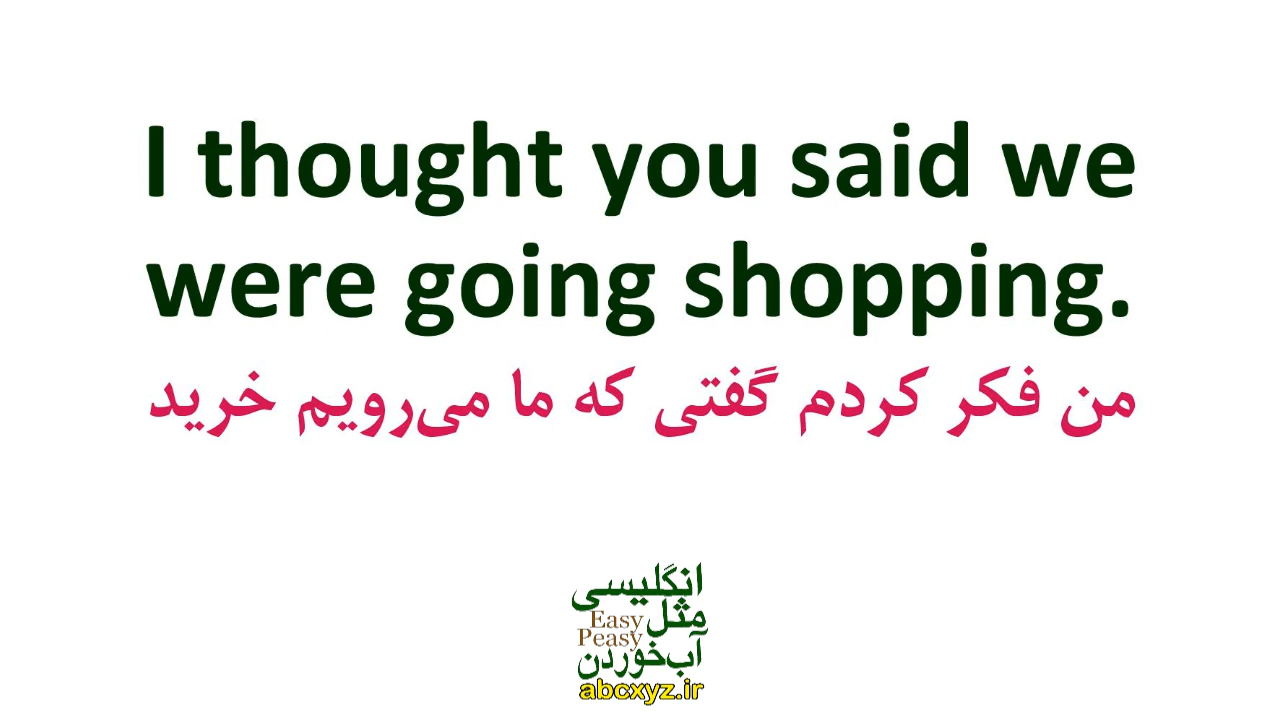 I thought you said we
were going shopping.
من فکر کردم گفتی که ما می‌رویم خرید
انگلیسی
مثل
Easy
Peasy
آب‌خوردن
abcxyz.ir